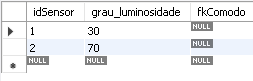 idSensor grau_luminosidade fkComodo
1 30 NULL
2 70 NULL
NULL NULL NULL